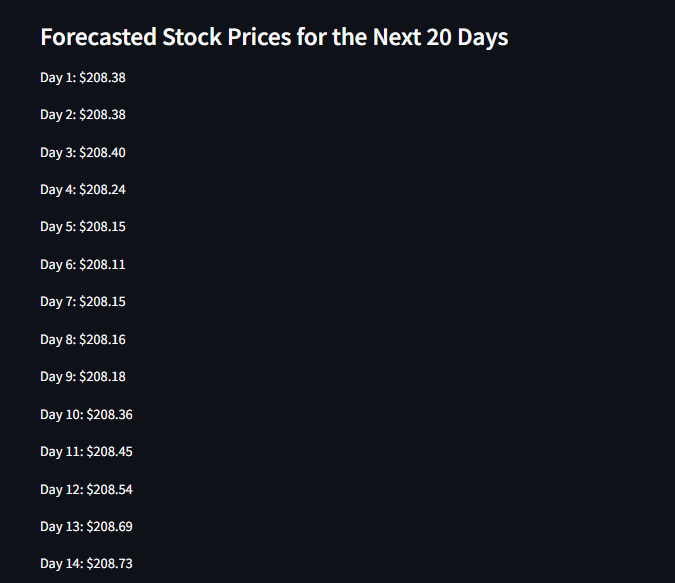 Forecasted Stock Prices for the Next 20 Days
Day 1: $208.38
Day 2: $208.38
Day 3: $208.40
Day 4: $208.24
Day 5: $208.15
Day 6: $208.11
Day 7: $208.15
Day 8: $208.16
Day 9: $208.18
Day 10: $208.36
Day 11: $208.45
Day 12: $208.54
Day 13: $208.69
Day 14: $208.73